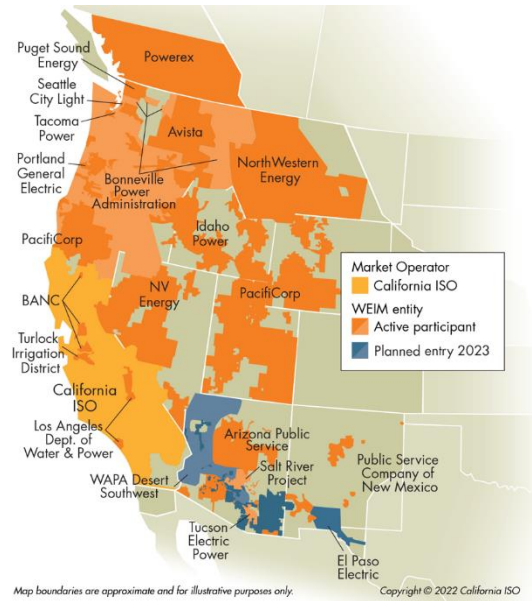 Powerex
Puget Sound
Energy
Seattle
City Light
Tacoma
Power
Avista
Portland
General
Electric
Bonneville
Power
Administration
NorthWestern
Energy
Idaho
Power
PacifiCorp
BANC
NV
Energy
PacifiCorp
Turlock
Irrigation
District
California
ISO
Los Angeles
Dept. of
Water & Power
Market Operator
California ISO
WEIM entity
Active participant
Planned entry 2023
Arizona Public
Service
Salt River
Project
Public Service
Company of
New Mexico
WAPA Desert
Southwest
Tucson
Electric
Power
El Paso
Electric
Map boundaries are approximate and for illustrative purposes only.
Copyright © 2022 California ISO